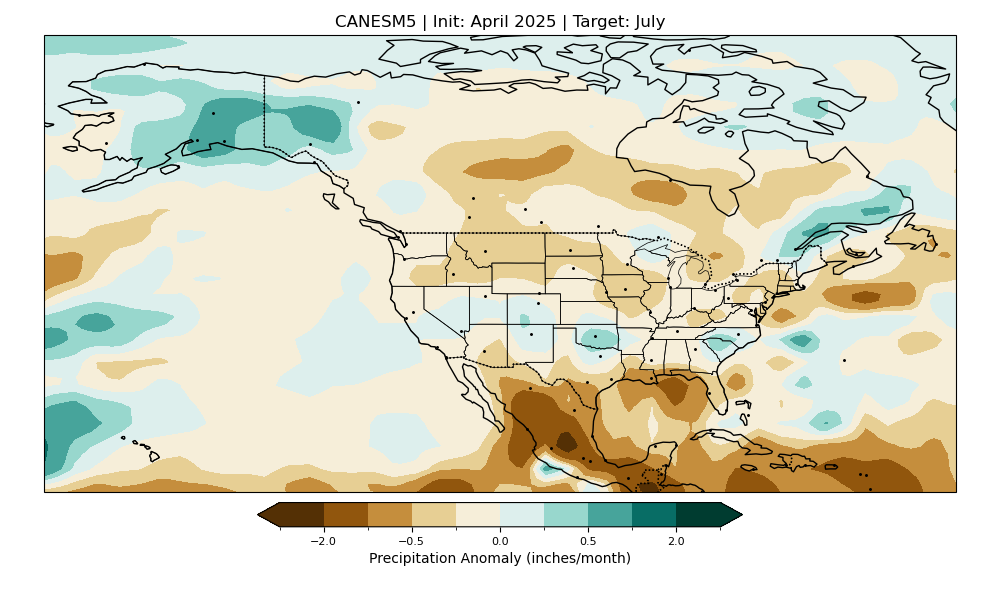 CANESM5 | Init: April 2025 | Target: July
−2.0 −0.5 0.0 0.5 2.0
Precipitation Anomaly (inches/month)